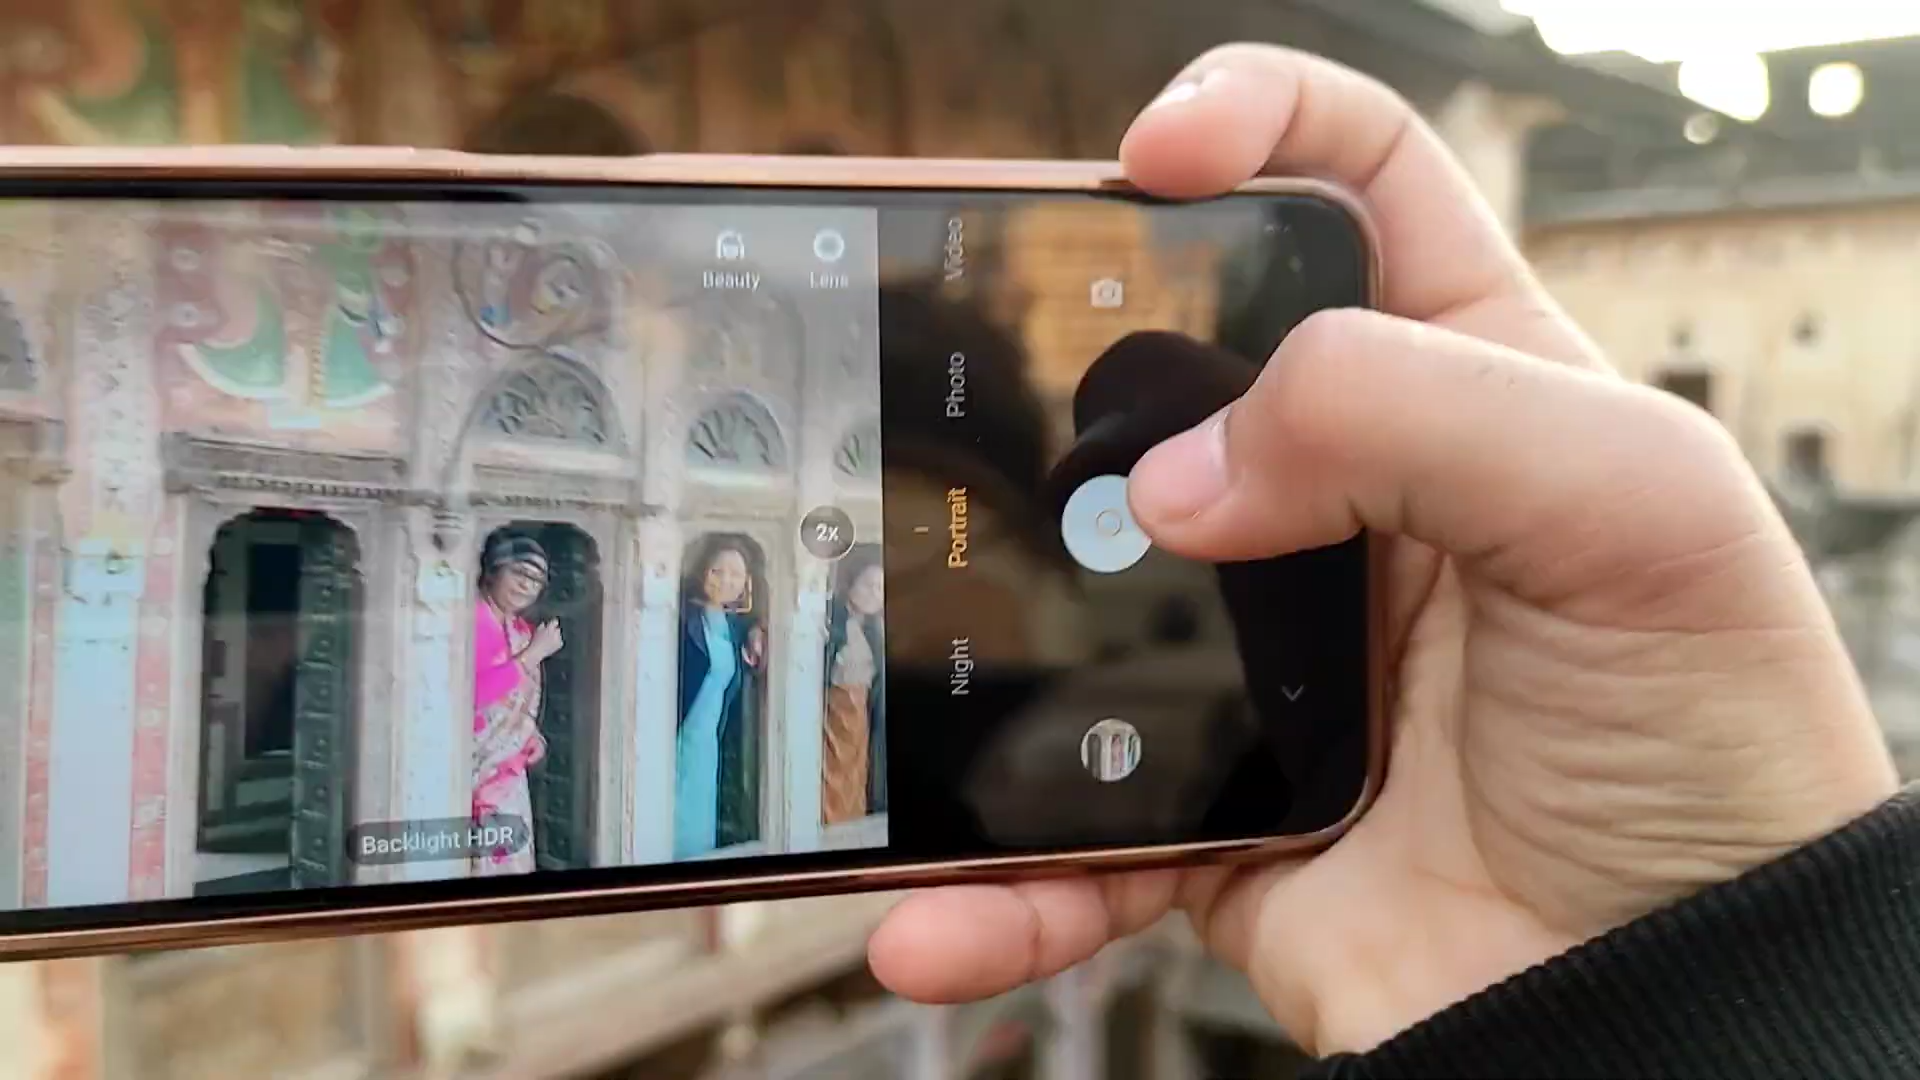 Beauty
Lens
2x
Video
Photo
Portrait
Night
Backlight HDR